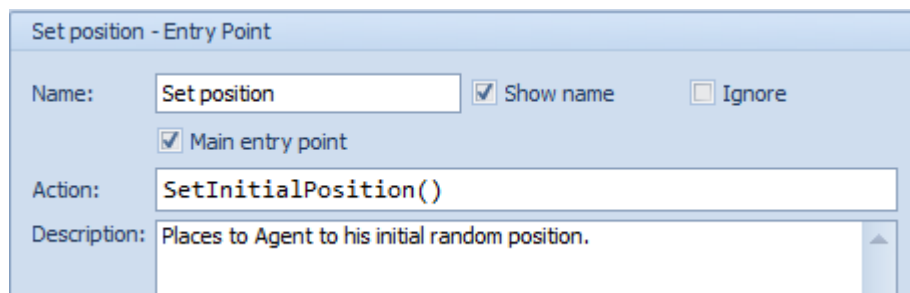 Set position - Entry Point
Name: Set position Show name Ignore
Main entry point
Action: SetInitialPosition()
Description: Places to Agent to his initial random position.